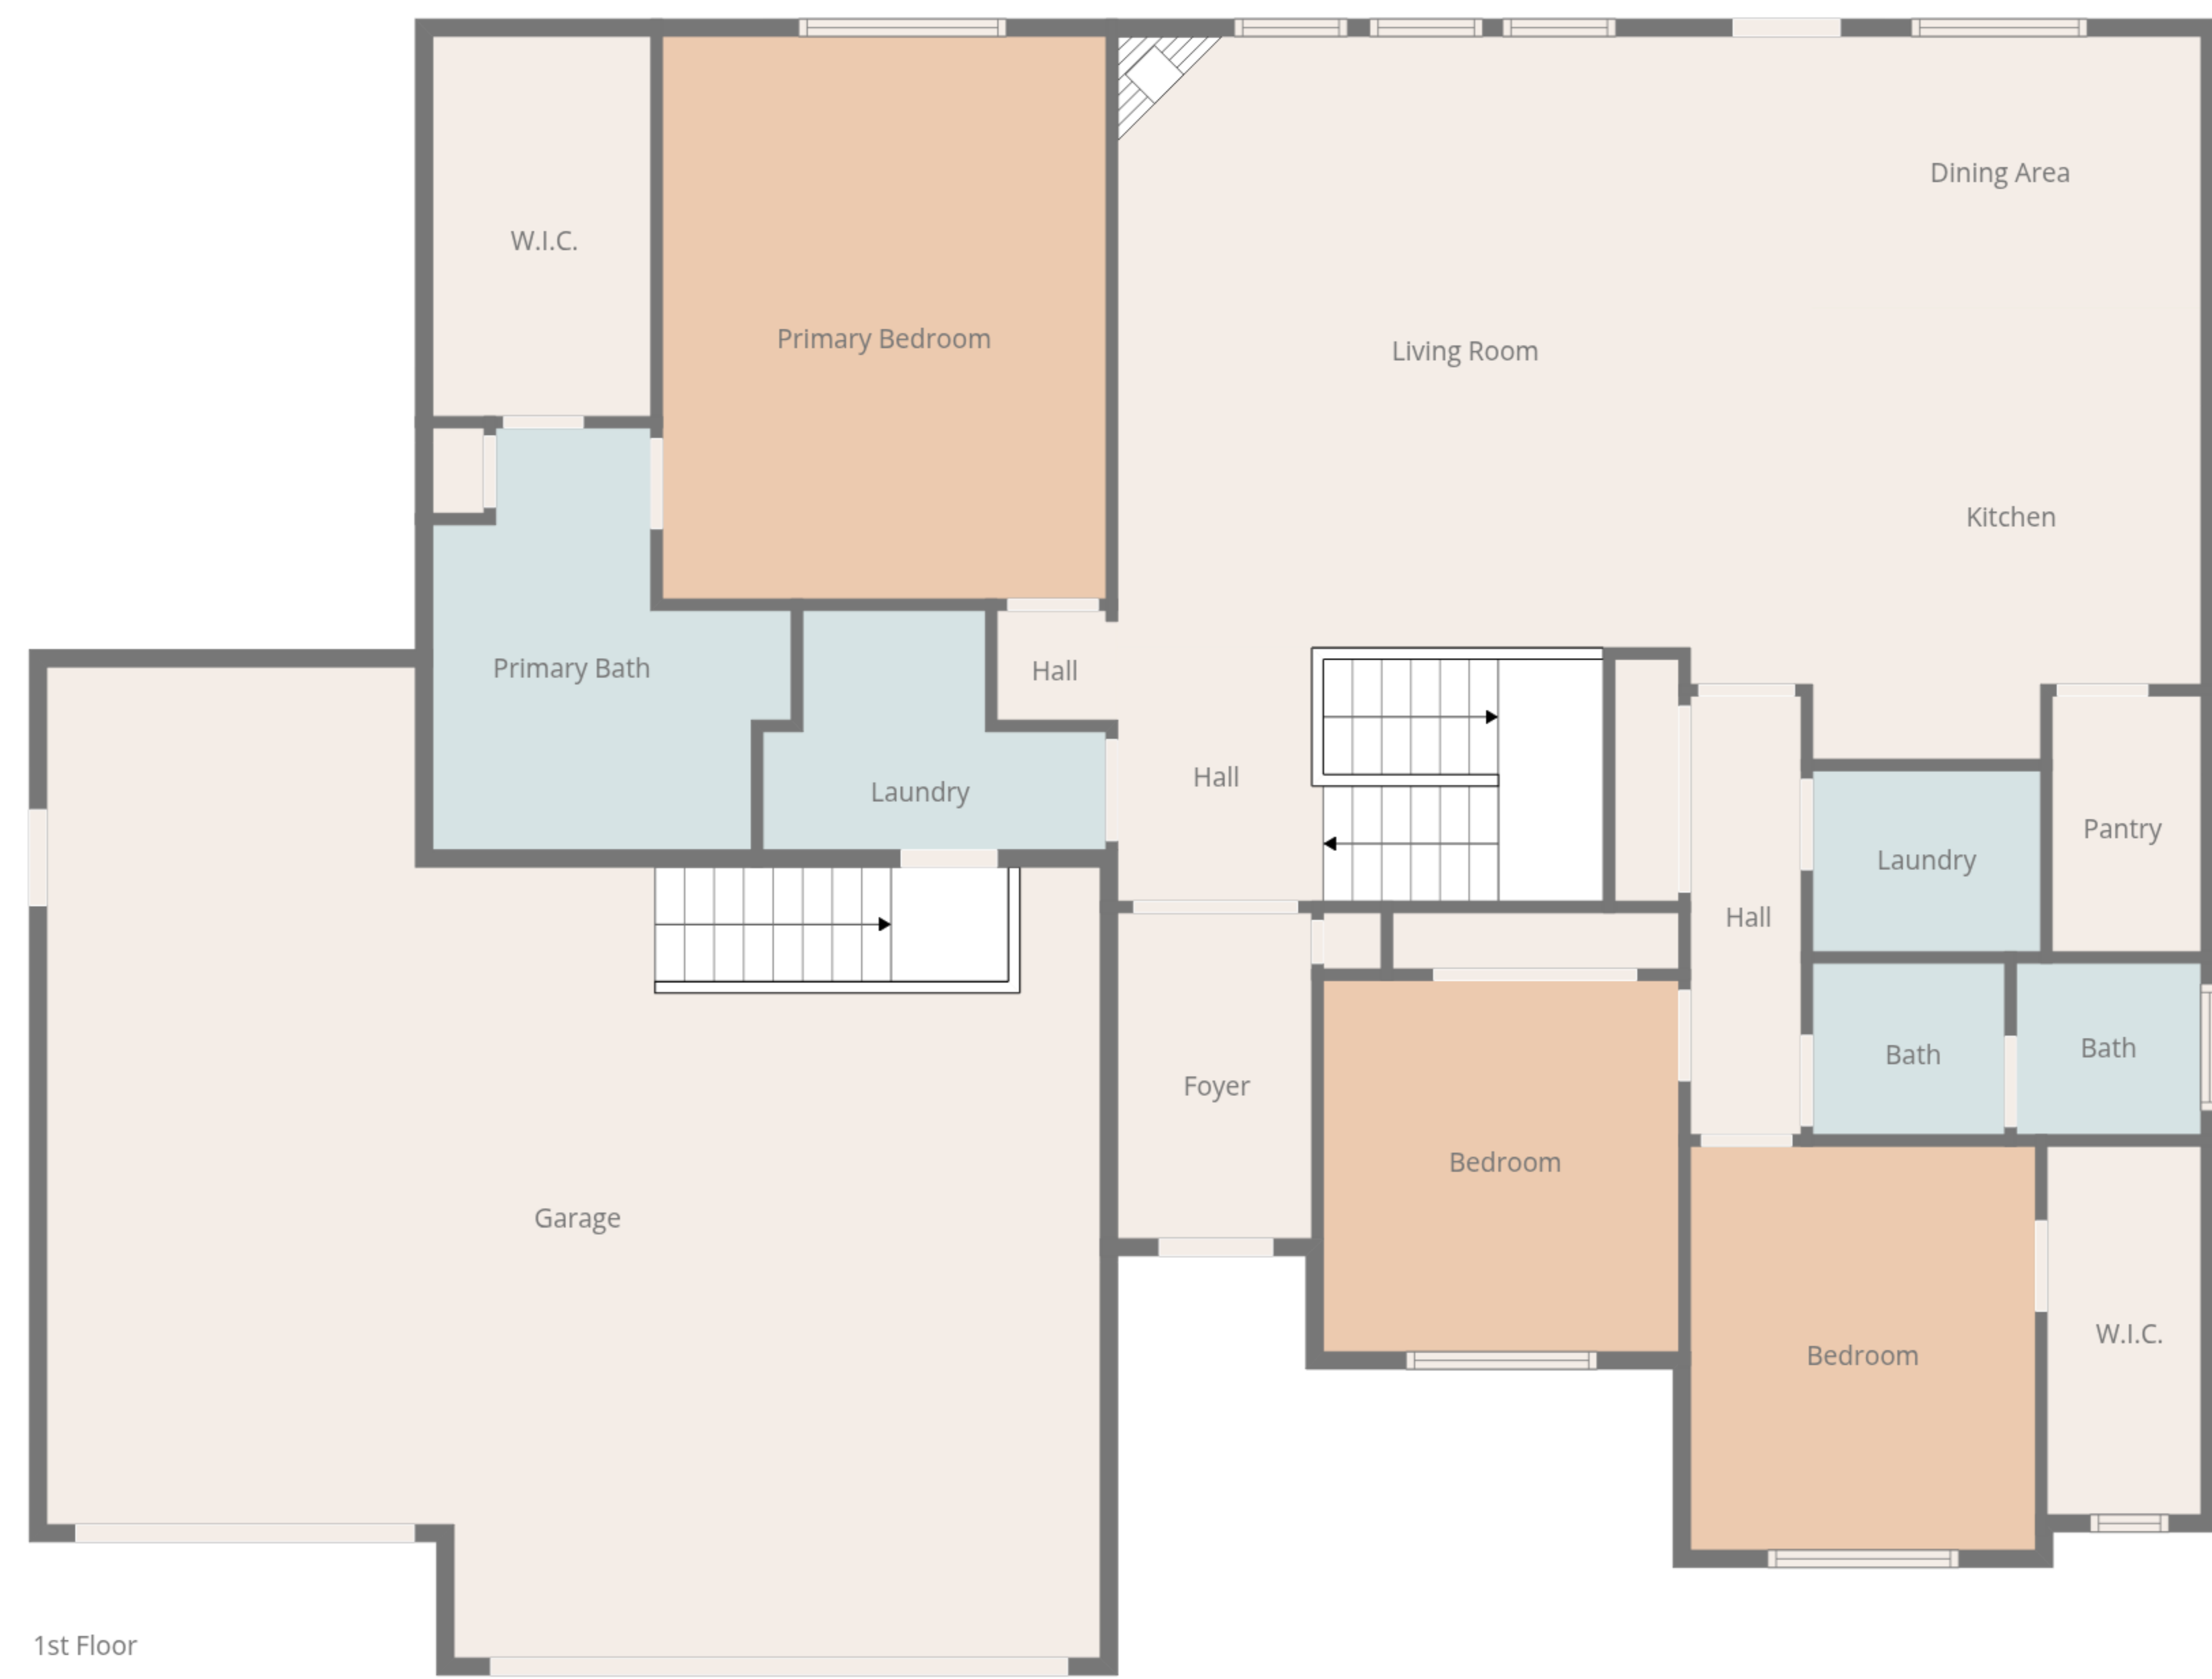 Dining Area
W.I.C.
Primary Bedroom
Living Room
Kitchen
Primary Bath
Hall
Hall
Laundry
Pantry
Laundry
Hall
Bath
Bath
Foyer
Bedroom
Garage
W.I.C.
Bedroom
1st Floor